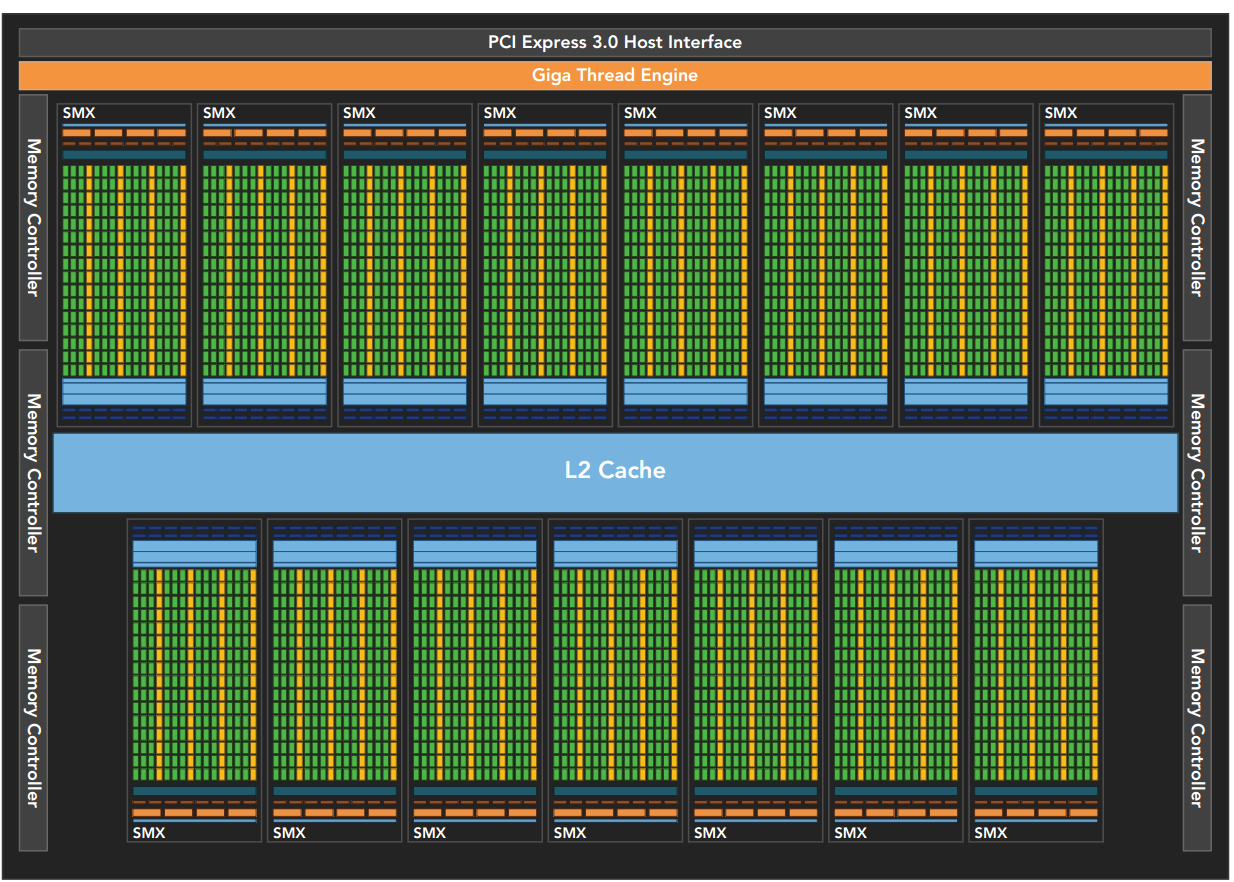 PCI Express 3.0 Host Interface
Giga Thread Engine
SMX
SMX
SMX
SMX
SMX
SMX
SMX
SMX
Memory Controller
Memory Controller
Memory Controller
Memory Controller
L2 Cache
Memory Controller
Memory Controller
SMX
SMX
SMX
SMX
SMX
SMX
SMX